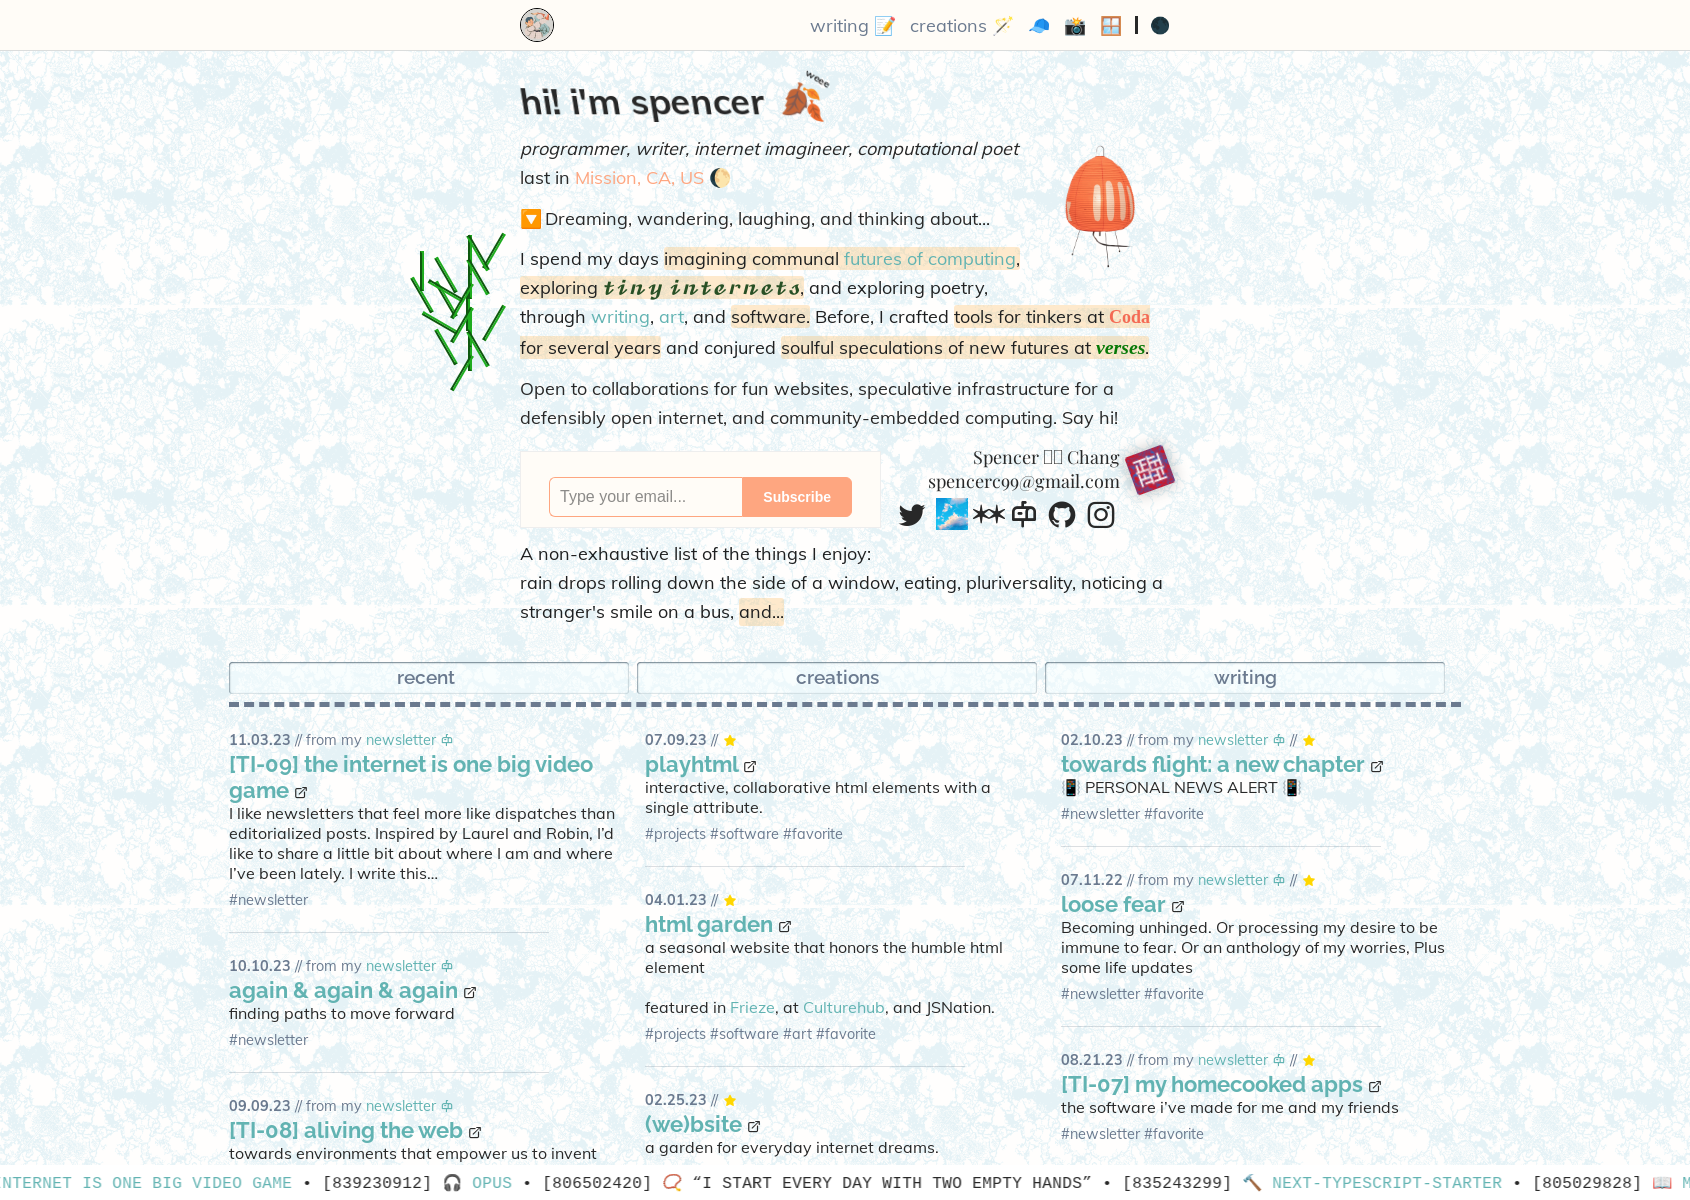 writing 📝 creations 🪄 🧢 📸 🪟 | 🌑
weee
hi! i'm spencer 🍂
programmer, writer, internet imagineer, computational poet
last in Mission, CA, US 🌔
🔽 Dreaming, wandering, laughing, and thinking about...
I spend my days imagining communal futures of computing,
exploring tiny internets, and exploring poetry,
through writing, art, and software. Before, I crafted tools for tinkers at Coda
for several years and conjured soulful speculations of new futures at verses.
Open to collaborations for fun websites, speculative infrastructure for a
defensibly open internet, and community-embedded computing. Say hi!
Type your email...
Subscribe
Spencer Chang
spencerc99@gmail.com
A non-exhaustive list of the things I enjoy:
rain drops rolling down the side of a window, eating, pluriversality, noticing a
stranger's smile on a bus, and...
recent
creations
writing
11.03.23 // from my newsletter
[TI-09] the internet is one big video
game
I like newsletters that feel more like dispatches than
editorialized posts. Inspired by Laurel and Robin, I'd
like to share a little bit about where I am and where
I've been lately. I write this...
#newsletter
10.10.23 // from my newsletter
again & again & again
finding paths to move forward
#newsletter
09.09.23 // from my newsletter
[TI-08] aliving the web
towards environments that empower us to invent
07.09.23 // ⭐
playhtml
interactive, collaborative html elements with a
single attribute.
#projects #software #favorite
04.01.23 // ⭐
html garden
a seasonal website that honors the humble html
element
featured in Frieze, at Culturehub, and JSNation.
#projects #software #art #favorite
02.25.23 // ⭐
(we)bsite
a garden for everyday internet dreams.
02.10.23 // from my newsletter // ⭐
towards flight: a new chapter
📳 PERSONAL NEWS ALERT 📳
#newsletter #favorite
07.11.22 // from my newsletter // ⭐
loose fear
Becoming unhinged. Or processing my desire to be
immune to fear. Or an anthology of my worries, Plus
some life updates
#newsletter #favorite
08.21.23 // from my newsletter // ⭐
[TI-07] my homecooked apps
the software i've made for me and my friends
#newsletter #favorite
NTERNET IS ONE BIG VIDEO GAME • [839230912] 🎧 OPUS • [806502420] 📿 “I START EVERY DAY WITH TWO EMPTY HANDS” • [835243299] 🔨 NEXT-TYPESCRIPT-STARTER • [805029828] 📖 M